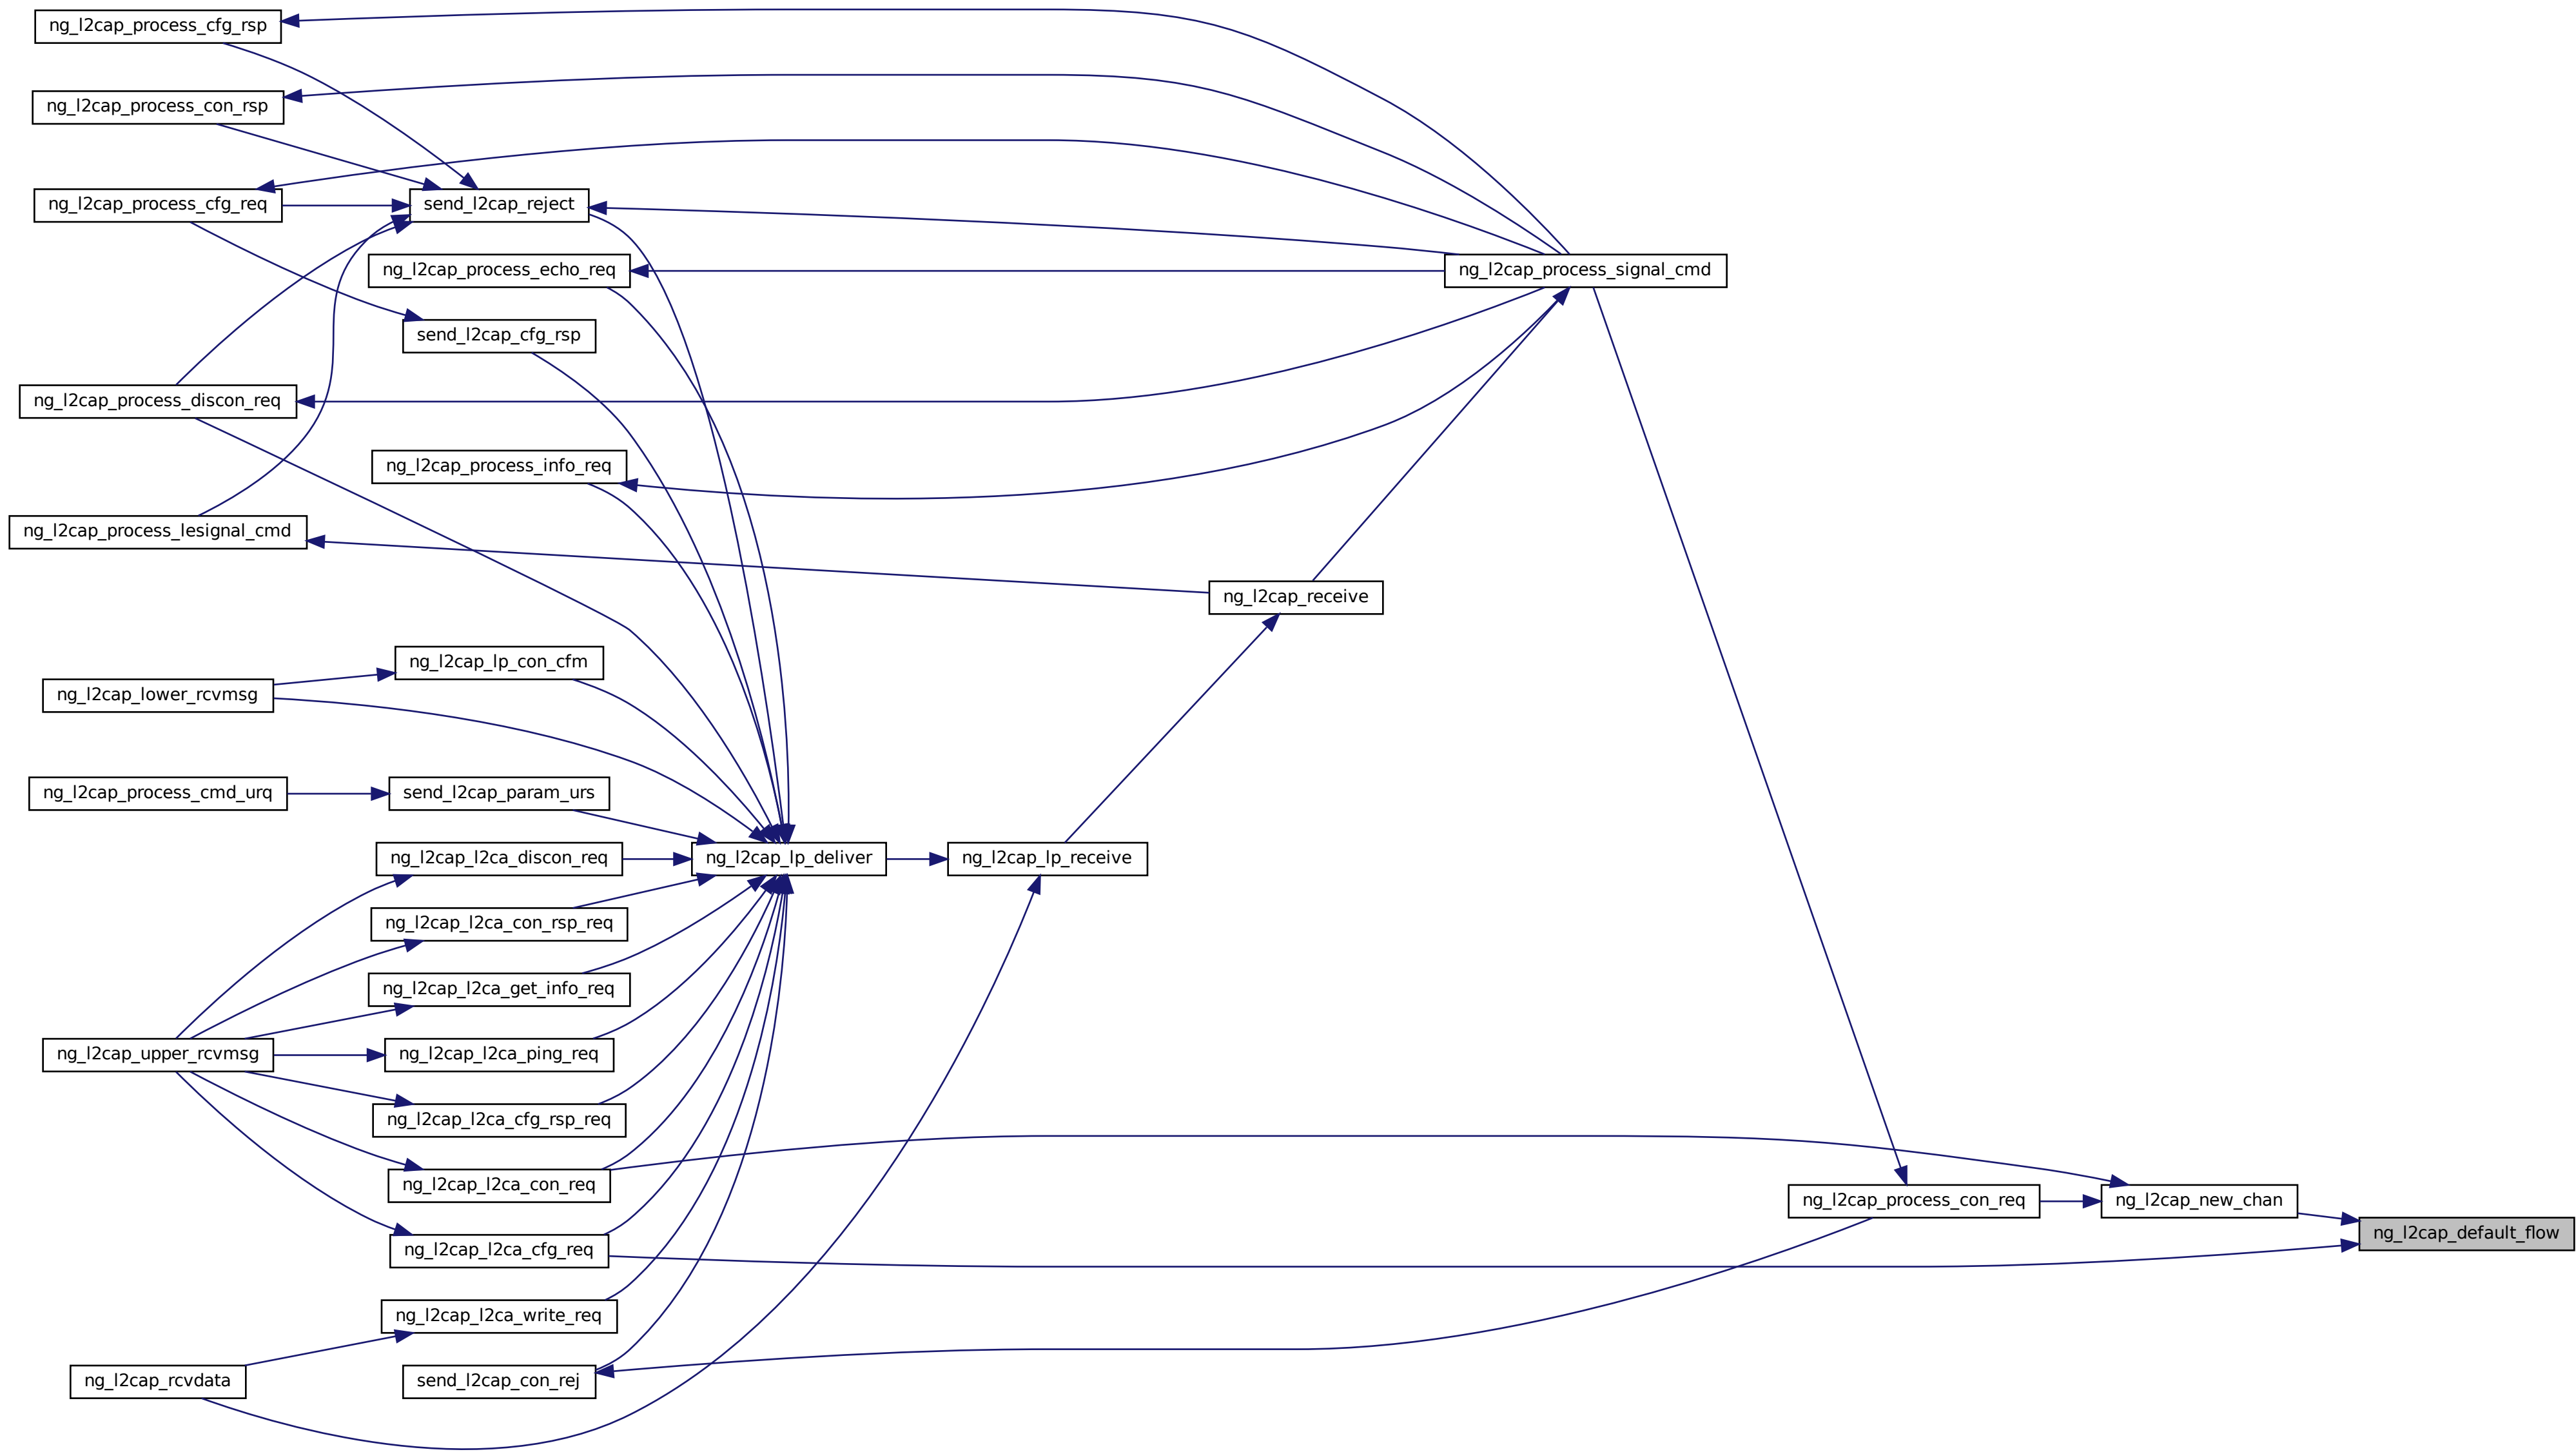 ng_l2cap_process_cfg_rsp
ng_l2cap_process_con_rsp
ng_l2cap_process_cfg_req
send_l2cap_reject
ng_l2cap_process_echo_req
ng_l2cap_process_signal_cmd
send_l2cap_cfg_rsp
ng_l2cap_process_discon_req
ng_l2cap_process_info_req
ng_l2cap_process_lesignal_cmd
ng_l2cap_receive
ng_l2cap_lp_con_cfm
ng_l2cap_lower_rcvmsg
ng_l2cap_process_cmd_urq
send_l2cap_param_urs
ng_l2cap_l2ca_discon_req
ng_l2cap_lp_deliver
ng_l2cap_lp_receive
ng_l2cap_l2ca_con_rsp_req
ng_l2cap_l2ca_get_info_req
ng_l2cap_upper_rcvmsg
ng_l2cap_l2ca_ping_req
ng_l2cap_l2ca_cfg_rsp_req
ng_l2cap_l2ca_con_req
ng_l2cap_process_con_req
ng_l2cap_new_chan
ng_l2cap_default_flow
ng_l2cap_l2ca_cfg_req
ng_l2cap_l2ca_write_req
ng_l2cap_rcvdata
send_l2cap_con_rej